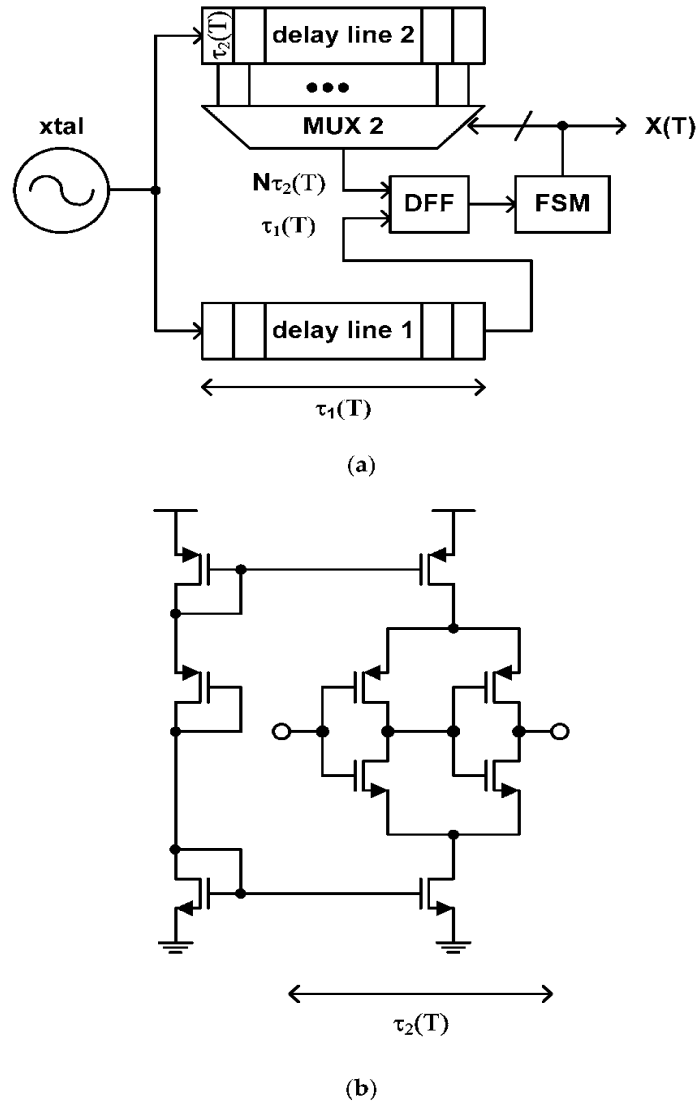 τ₂(T)
delay line 2
•••
MUX 2
xtal
X(T)
Nτ₂(T)
DFF
FSM
τ₁(T)
delay line 1
τ₁(T)
(a)
τ₂(T)
(b)